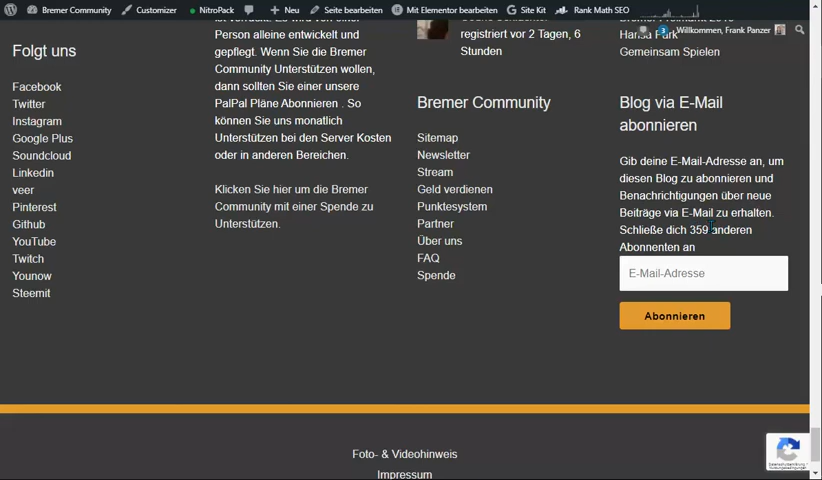 Bremer Community
Customizer
NitroPack
Neu
Seite bearbeiten
Mit Elementor bearbeiten
Site Kit
Rank Math SEO
3
Willkommen, Frank Panzer
Folgt uns
Facebook
Twitter
Instagram
Google Plus
Soundcloud
Linkedin
veer
Pinterest
Github
YouTube
Twitch
Younow
Steemit
Person alleine entwickelt und
gepflegt. Wenn Sie die Bremer
Community Unterstützen wollen,
dann sollten Sie einer unsere
PalPal Pläne Abonnieren . So
können Sie uns monatlich
Unterstützen bei den Server Kosten
oder in anderen Bereichen.
Klicken Sie hier um die Bremer
Community mit einer Spende zu
Unterstützen.
registriert vor 2 Tagen, 6
Stunden
Bremer Community
Sitemap
Newsletter
Stream
Geld verdienen
Punktesystem
Partner
Über uns
FAQ
Spende
Hansa Park
Gemeinsam Spielen
Blog via E-Mail
abonnieren
Gib deine E-Mail-Adresse an, um
diesen Blog zu abonnieren und
Benachrichtigungen über neue
Beiträge via E-Mail zu erhalten.
Schließe dich 359 anderen
Abonnenten an
E-Mail-Adresse
Abonnieren
Foto- & Videohinweis
Impressum